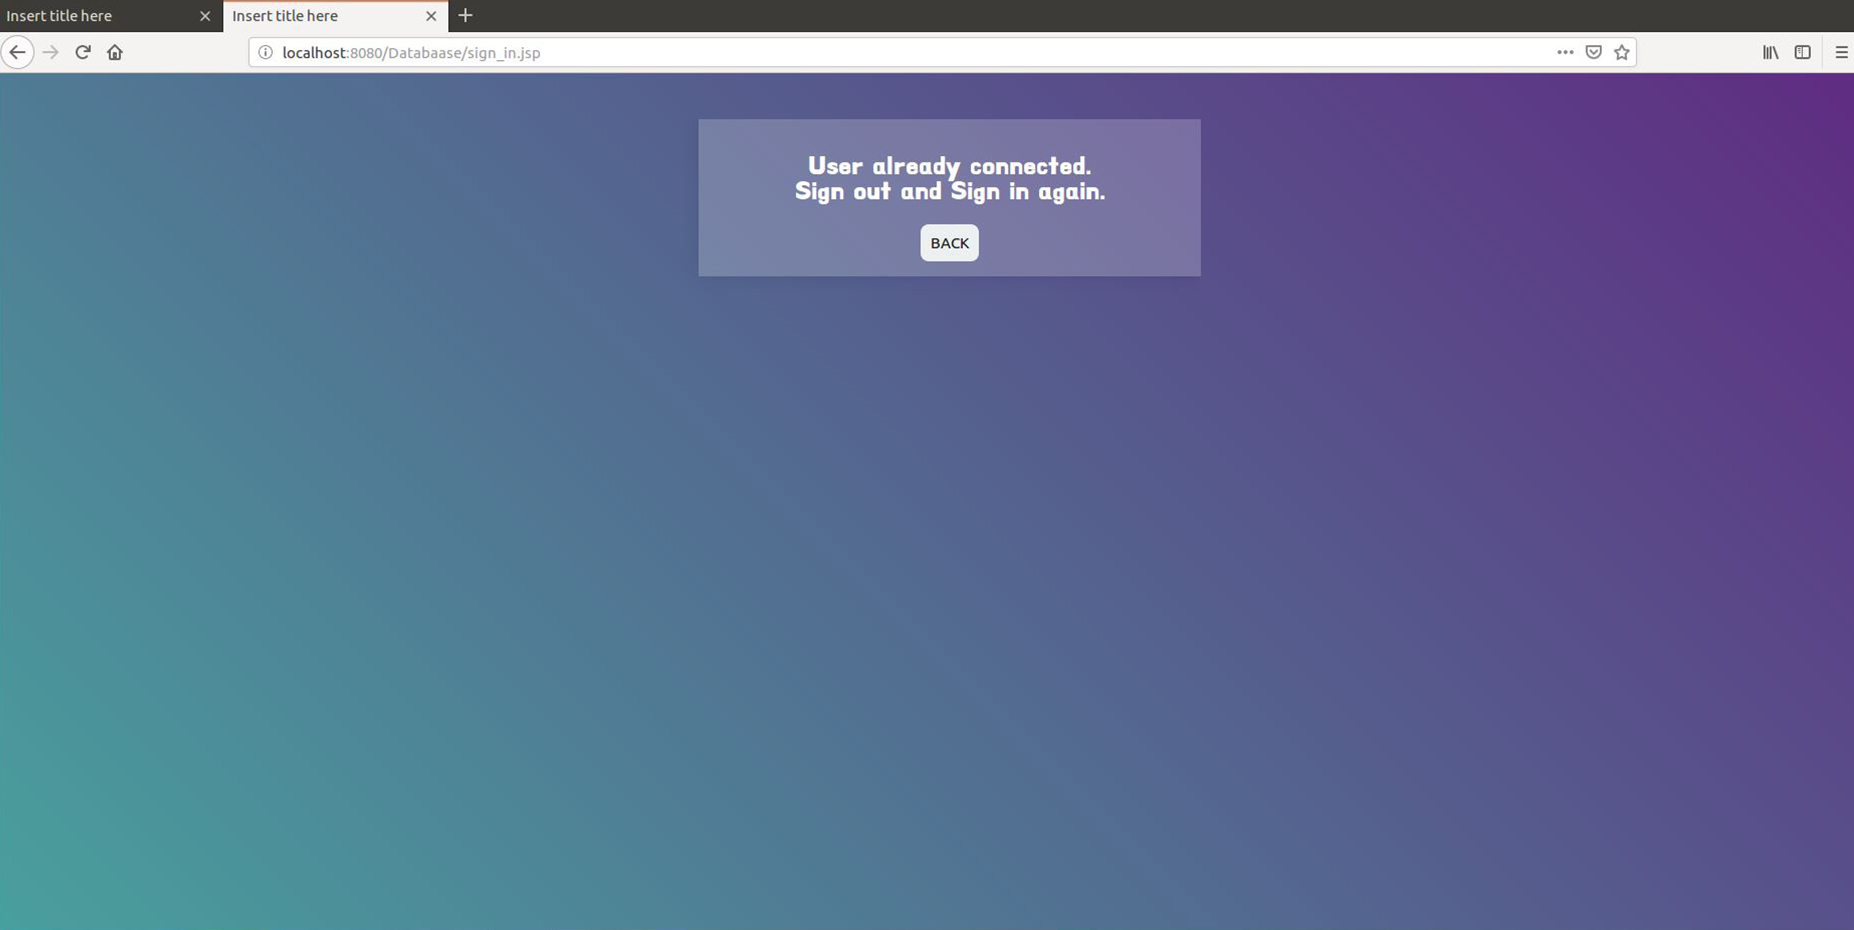 Insert title here
Insert title here
localhost:8080/Databaase/sign_in.jsp
User already connected.
Sign out and Sign in again.
BACK